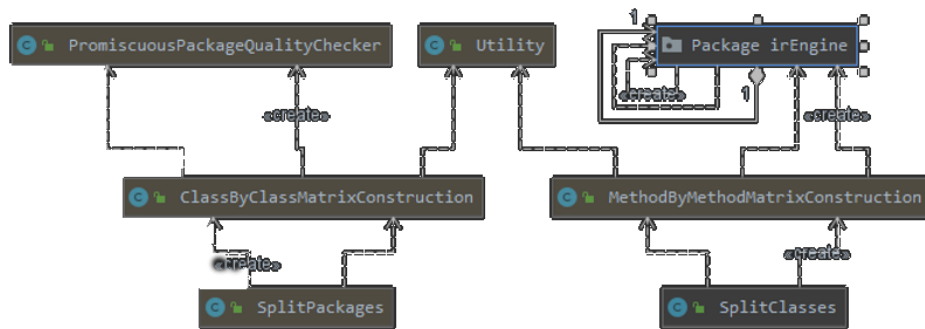 1
PromiscuousPackageQualityChecker
Utility
Package irEngine
«create»
1
«create»
«create»
ClassByClassMatrixConstruction
MethodByMethodMatrixConstruction
«create»
«create»
SplitPackages
SplitClasses